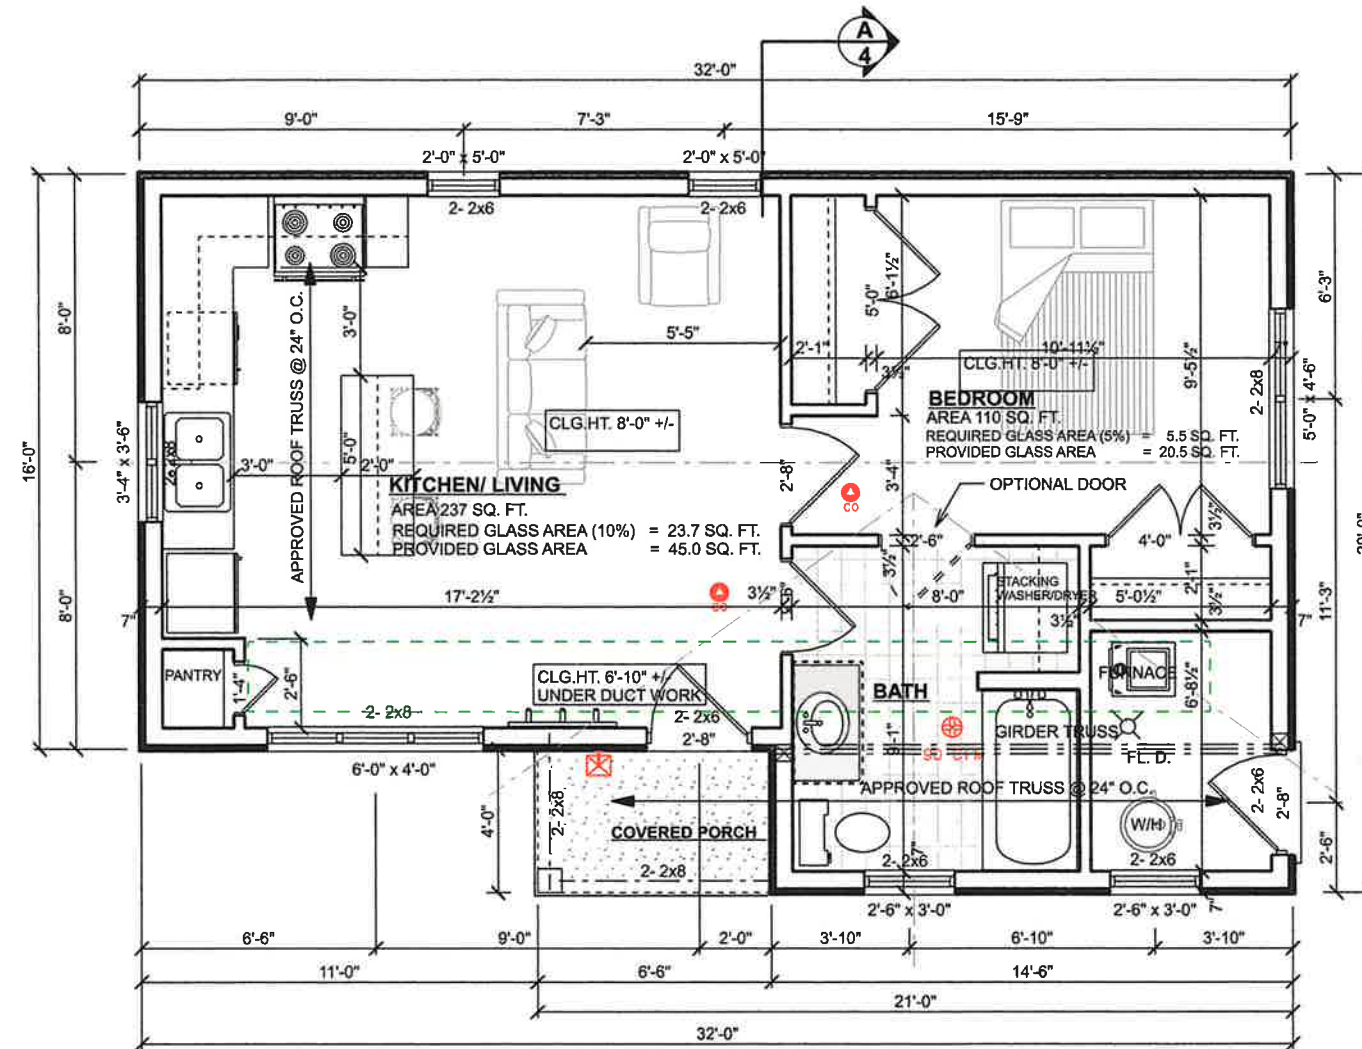 A
4
32'-0"
9'-0"
7'-3"
15'-9"
2'-0" x 5'-0"
2'-0" x 5'-0"
2- 2x6
2- 2x6
16'-0"
8'-0"
8'-0"
3'-4" x 3'-6"
7"
APPROVED ROOF TRUSS @ 24" O.C.
3'-0"
3'-0"
5'-0"
2'-0"
5'-5"
CLG.HT. 8'-0" +/-
KITCHEN/ LIVING
AREA 237 SQ. FT.
REQUIRED GLASS AREA (10%) = 23.7 SQ. FT.
PROVIDED GLASS AREA = 45.0 SQ. FT.
17'-2½"
3½"
2'-8"
2'-1"
3½"
5'-0"
6'-1½"
10'-11½"
7"
CLG.HT. 8'-0" +/-
9'-5½"
BEDROOM
AREA 110 SQ. FT.
REQUIRED GLASS AREA (5%) = 5.5 SQ. FT.
PROVIDED GLASS AREA = 20.5 SQ. FT.
2- 2x8
5'-0" x 4'-6"
6'-3"
11'-3"
2'-6"
3'-4"
CO
OPTIONAL DOOR
2'-6"
3½"
4'-0"
3½"
2'-1"
3½"
STACKING
WASHER/DRYER
8'-0"
3½"
5'-0½"
7"
PANTRY
1'-4"
2'-6"
2- 2x8
6'-0" x 4'-0"
CLG.HT. 6'-10" +/-
UNDER DUCT WORK
2- 2x6
2'-8"
BATH
FURNACE
6'-8½"
GIRDER TRUSS
FL. D.
APPROVED ROOF TRUSS @ 24" O.C.
4'-0"
2- 2x8
COVERED PORCH
2- 2x8
7"
2- 2x6
W/H
2- 2x6
2- 2x6
2'-8"
2'-6" x 3'-0"
2'-6" x 3'-0"
7"
6'-6"
9'-0"
2'-0"
3'-10"
6'-10"
3'-10"
11'-0"
6'-6"
14'-6"
21'-0"
32'-0"